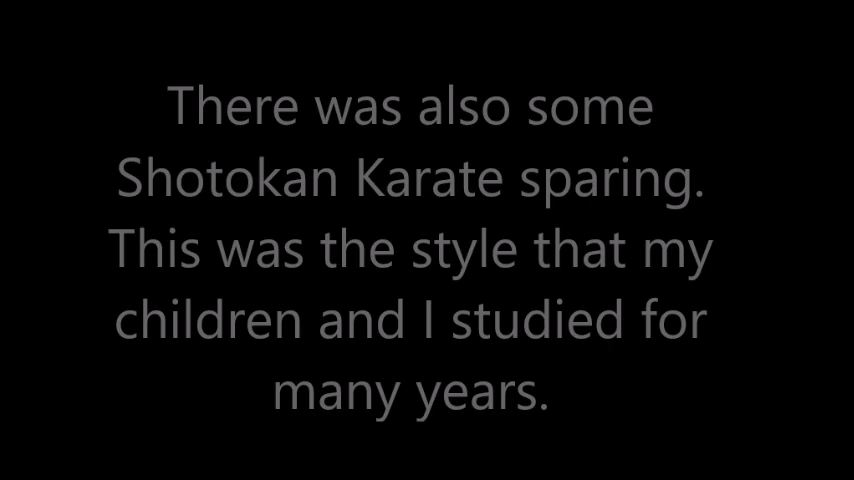 There was also some
Shotokan Karate sparing.
This was the style that my
children and I studied for
many years.